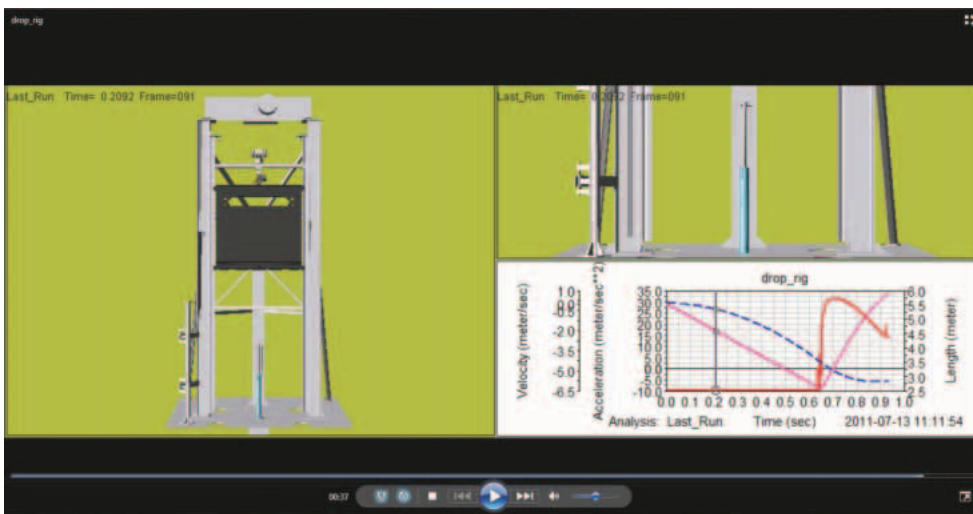 drop_rig
Last_Run Time= 0.2092 Frame=091
Last_Run Time= 0.2092 Frame=091
drop_rig
Velocity (meter/sec)
1.0
0.0
-2.0
-3.5
-5.0
-6.5
Acceleration (meter/sec**2)
35.0
30.0
25.0
20.0
15.0
10.0
5.0
0.0
-5.0
-10.0
6.0
5.5
5.0
4.5
4.0
3.5
3.0
2.5
Length (meter)
0.0 0.1 0.2 0.3 0.4 0.5 0.6 0.7 0.8 0.9 1.0
Analysis: Last_Run Time (sec) 2011-07-13 11:11:54
00:37